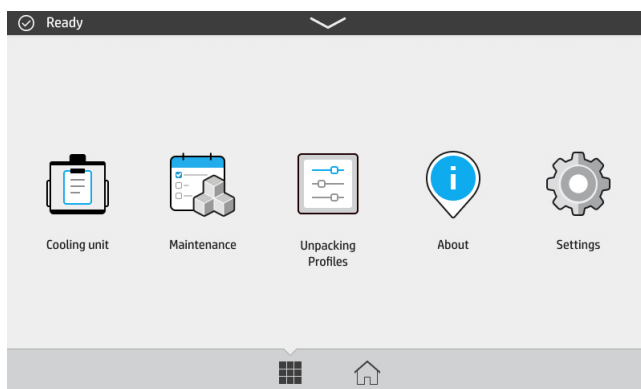 Ready
Cooling unit
Maintenance
Unpacking
Profiles
i
About
Settings